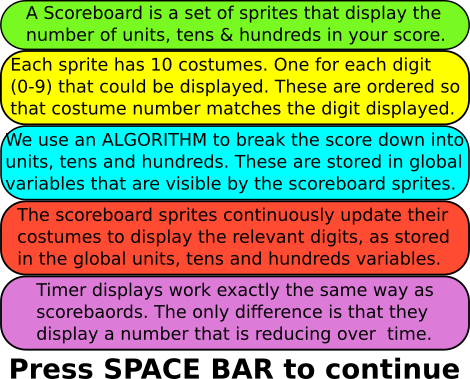 A Scoreboard is a set of sprites that display the
number of units, tens & hundreds in your score.
Each sprite has 10 costumes. One for each digit
(0-9) that could be displayed. These are ordered so
that costume number matches the digit displayed.
We use an ALGORITHM to break the score down into
units, tens and hundreds. These are stored in global
variables that are visible by the scoreboard sprites.
The scoreboard sprites continuously update their
costumes to display the relevant digits, as stored
in the global units, tens and hundreds variables.
Timer displays work exactly the same way as
scorebaords. The only difference is that they
display a number that is reducing over  time.
Press SPACE BAR to continue